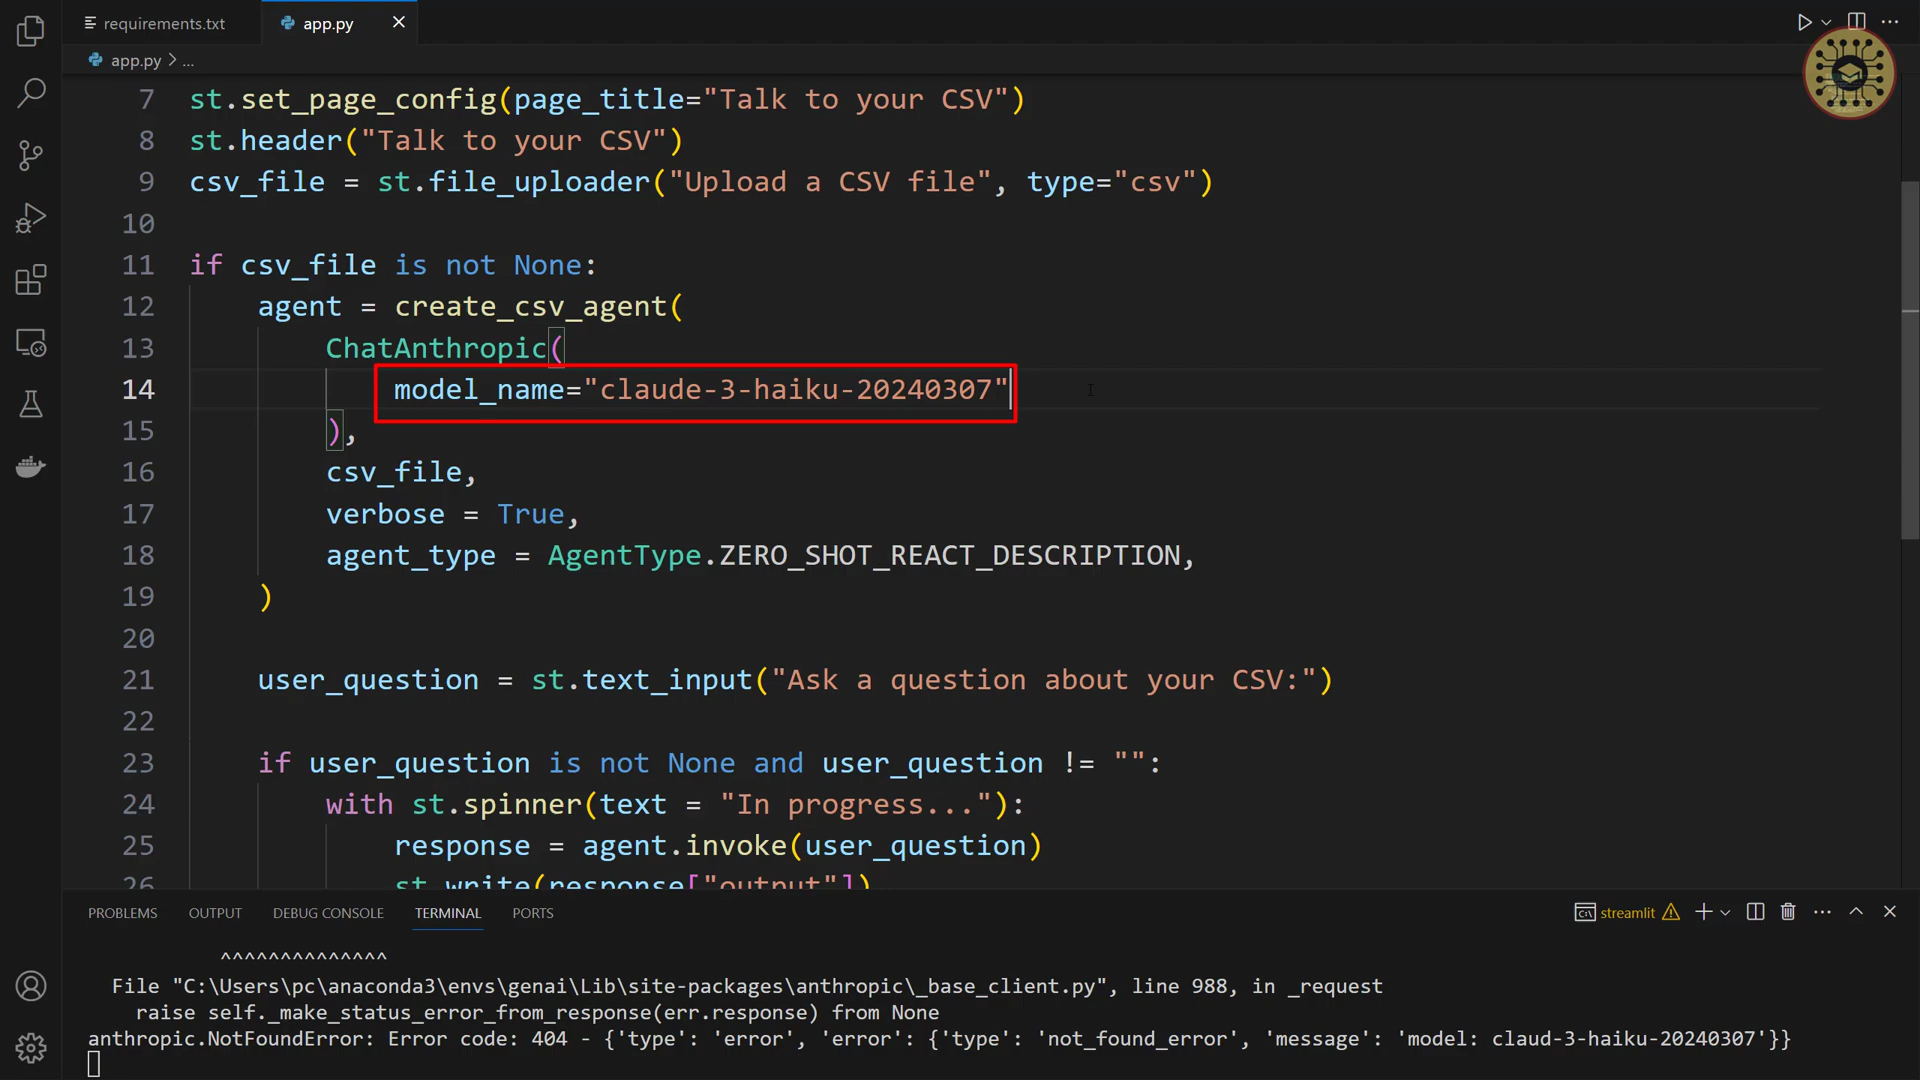 requirements.txt
app.py
app.py > ...
7 st.set_page_config(page_title="Talk to your CSV")
8 st.header("Talk to your CSV")
9 csv_file = st.file_uploader("Upload a CSV file", type="csv")
10
11 if csv_file is not None:
12 agent = create_csv_agent(
13 ChatAnthropic(
14 model_name="claude-3-haiku-20240307"
15 ),
16 csv_file,
17 verbose = True,
18 agent_type = AgentType.ZERO_SHOT_REACT_DESCRIPTION,
19 )
20
21 user_question = st.text_input("Ask a question about your CSV:")
22
23 if user_question is not None and user_question != "":
24 with st.spinner(text = "In progress..."):
25 response = agent.invoke(user_question)
26 st.write(response["output"])
PROBLEMS OUTPUT DEBUG CONSOLE TERMINAL PORTS streamlit
^^^^^^^^^^^^^^
File "C:\Users\pc\anaconda3\envs\genai\Lib\site-packages\anthropic\_base_client.py", line 988, in _request
raise self._make_status_error_from_response(err.response) from None
anthropic.NotFoundError: Error code: 404 - {'type': 'error', 'error': {'type': 'not_found_error', 'message': 'model: claud-3-haiku-20240307'}}